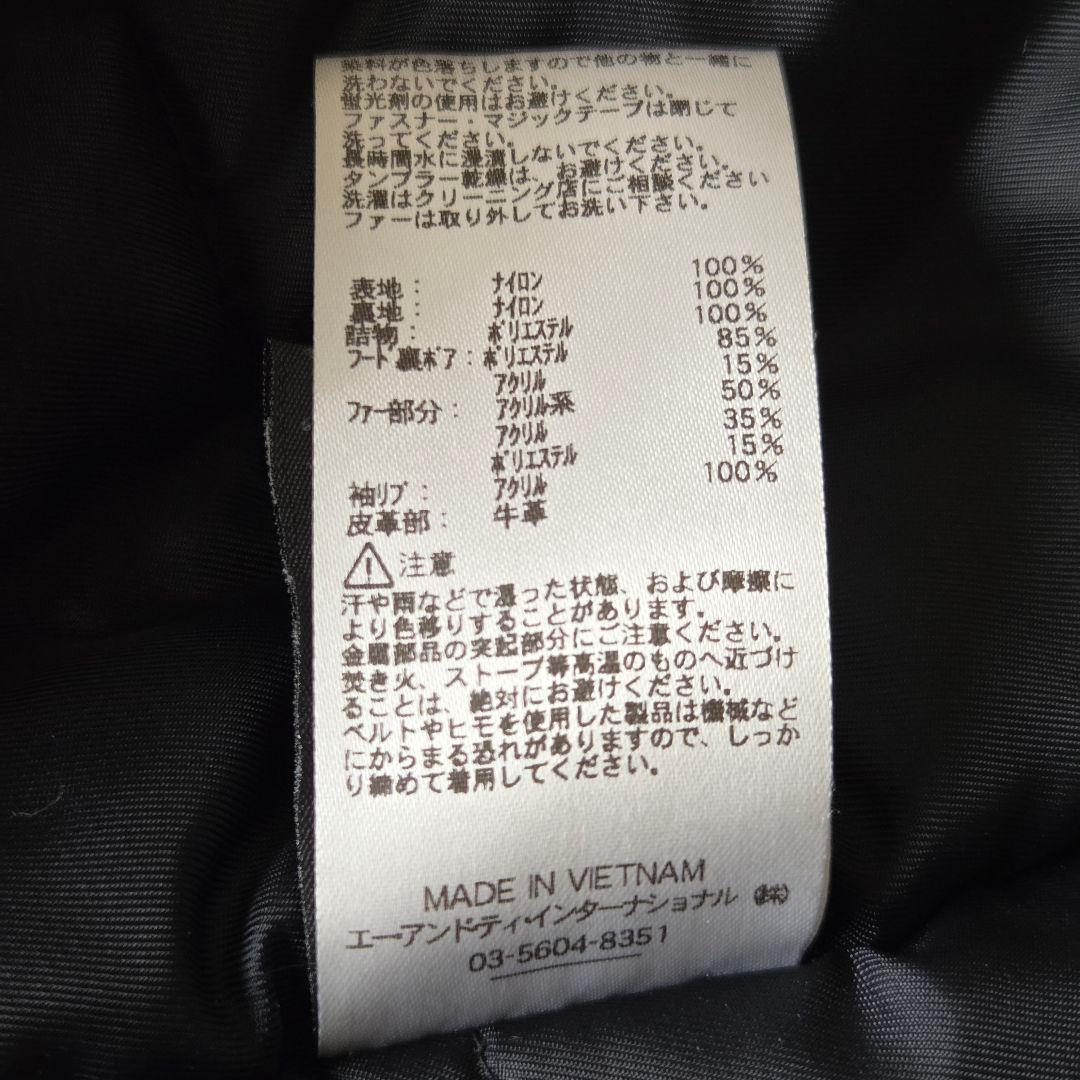 染料が色落ちしますので他の物と一緒に
洗わないでください。
蛍光剤の使用はお避けください。
ファスナー・マジックテープは閉じて
洗ってください。
長時間水に浸漬しないでください。
タンブラー乾燥は、お避けください。
洗濯はクリーニング店にご相談ください
ファーは取り外してお洗い下さい。
表地: ナイロン 100%
裏地: ナイロン 100%
詰物: ポリエステル 100%
フード裏ボア: ポリエステル 85%
アクリル 15%
ファー部分: アクリル系 50%
アクリル 35%
ポリエステル 15%
袖リブ: アクリル 100%
皮革部: 牛革
注意
汗や雨などで湿った状態、および摩擦に
より色移りすることがあります。
金属部品の突起部分にご注意ください。
焚き火、ストーブ等高温のものへ近づけ
ることは、絶対にお避けください。
ベルトやヒモを使用した製品は機械など
にからまる恐れがありますので、しっか
り締めて着用してください。
MADE IN VIETNAM
エー・アンド・ティ・インターナショナル ㈱
03-5604-8351